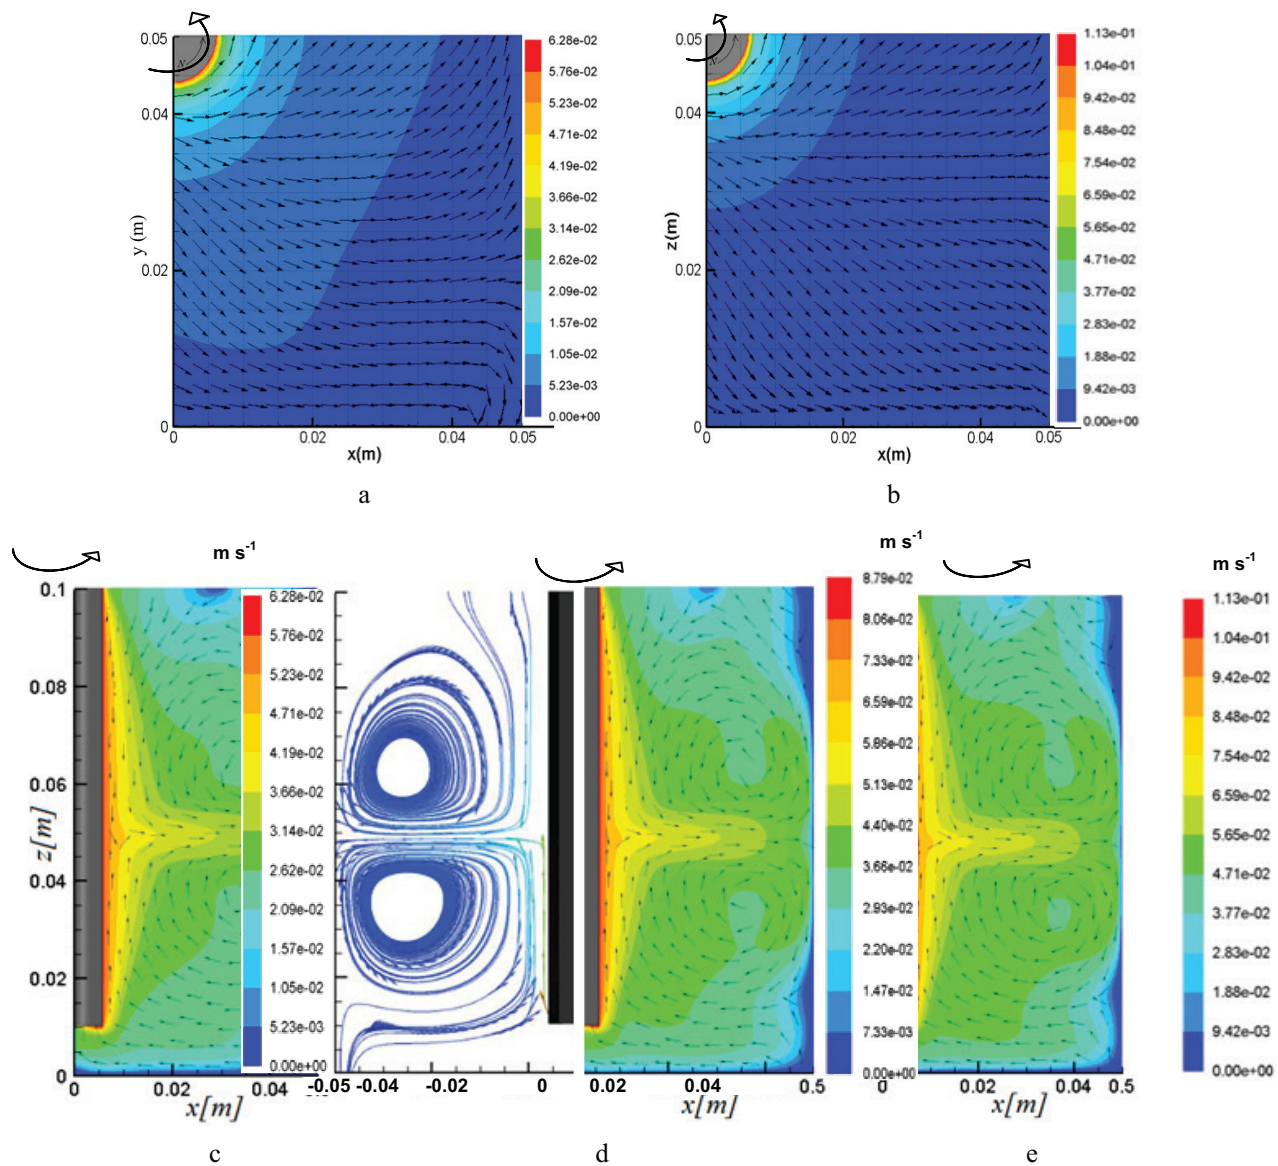 0.05
0.04
0.02
0
y (m)
N
0
0.02
0.04
0.05
x(m)
6.28e-02
5.76e-02
5.23e-02
4.71e-02
4.19e-02
3.66e-02
3.14e-02
2.62e-02
2.09e-02
1.57e-02
1.05e-02
5.23e-03
0.00e+00
a
0.05
0.04
0.02
0
z(m)
N
0
0.02
0.04
0.05
x(m)
1.13e-01
1.04e-01
9.42e-02
8.48e-02
7.54e-02
6.59e-02
5.65e-02
4.71e-02
3.77e-02
2.83e-02
1.88e-02
9.42e-03
0.00e+00
b
m s-1
0.1
0.08
0.06
0.04
0.02
0
z[m]
0
0.02
0.04
x[m]
6.28e-02
5.76e-02
5.23e-02
4.71e-02
4.19e-02
3.66e-02
3.14e-02
2.62e-02
2.09e-02
1.57e-02
1.05e-02
5.23e-03
0.00e+00
c
-0.05
-0.04
-0.02
0
m s-1
0.02
0.04
0.5
x[m]
8.79e-02
8.06e-02
7.33e-02
6.59e-02
5.86e-02
5.13e-02
4.40e-02
3.66e-02
2.93e-02
2.20e-02
1.47e-02
7.33e-03
0.00e+00
d
m s-1
0
0.02
0.04
0.5
x[m]
1.13e-01
1.04e-01
9.42e-02
8.48e-02
7.54e-02
6.59e-02
5.65e-02
4.71e-02
3.77e-02
2.83e-02
1.88e-02
9.42e-03
0.00e+00
e